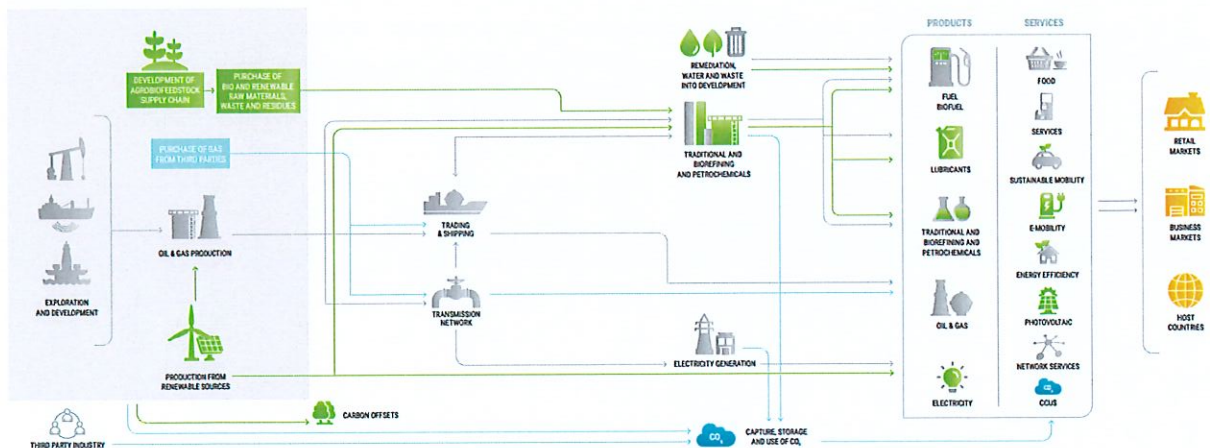 DEVELOPMENT OF
AGROBIOFEEDSTOCK
SUPPLY CHAIN
PURCHASE OF
BIO AND RENEWABLE
RAW MATERIALS,
WASTE AND RESIDUES
PURCHASE OF GAS
FROM THIRD PARTIES
EXPLORATION
AND DEVELOPMENT
OIL & GAS PRODUCTION
PRODUCTION FROM
RENEWABLE SOURCES
THIRD PARTY INDUSTRY
CARBON OFFSETS
TRADING
& SHIPPING
TRANSMISSION
NETWORK
REMEDIATION,
WATER AND WASTE
INTO DEVELOPMENT
TRADITIONAL AND
BIOREFINING
AND PETROCHEMICALS
ELECTRICITY GENERATION
CO₂
CAPTURE, STORAGE
AND USE OF CO₂
PRODUCTS
FUEL
BIOFUEL
LUBRICANTS
TRADITIONAL AND
BIOREFINING AND
PETROCHEMICALS
OIL & GAS
ELECTRICITY
SERVICES
FOOD
SERVICES
SUSTAINABLE MOBILITY
E-MOBILITY
ENERGY EFFICIENCY
PHOTOVOLTAIC
NETWORK SERVICES
CO₂
CCUS
RETAIL
MARKETS
BUSINESS
MARKETS
HOST
COUNTRIES